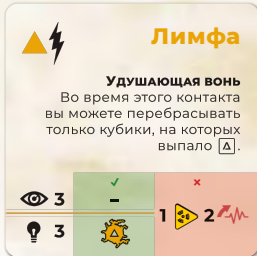 Лимфа
Удушающая вонь
Во время этого контакта
вы можете перебрасывать
только кубики, на которых
выпало .
3
-
1 2
3